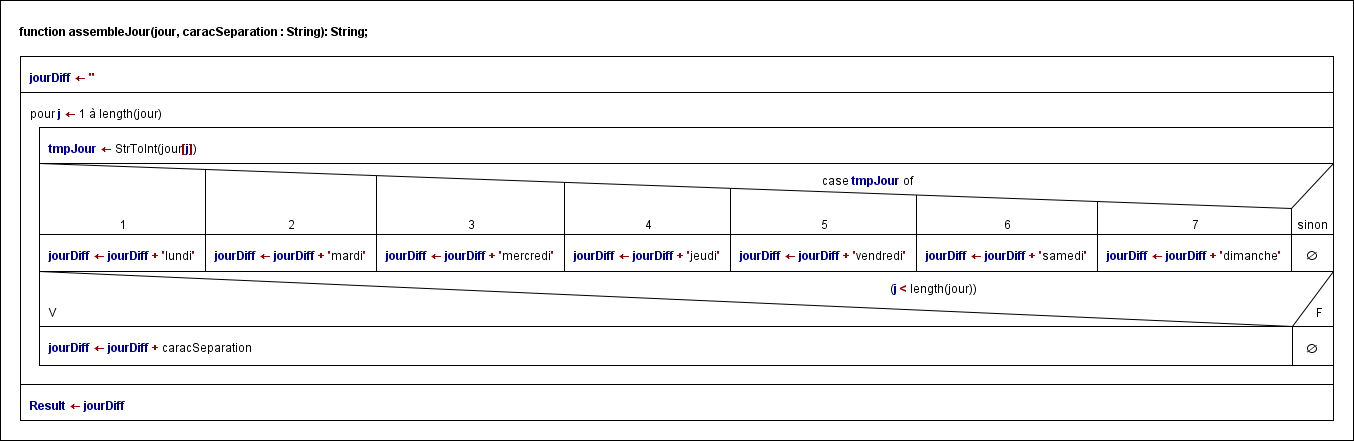 function assembleJour(jour, caracSeparation : String): String;
jourDiff ← ''
pour j ← 1 à length(jour)
tmpJour ← StrToInt(jour[j])
case tmpJour of
1 2 3 4 5 6 7 sinon
jourDiff ← jourDiff + 'lundi' jourDiff ← jourDiff + 'mardi' jourDiff ← jourDiff + 'mercredi' jourDiff ← jourDiff + 'jeudi' jourDiff ← jourDiff + 'vendredi' jourDiff ← jourDiff + 'samedi' jourDiff ← jourDiff + 'dimanche' ∅
(j < length(jour))
V F
jourDiff ← jourDiff + caracSeparation ∅
Result ← jourDiff